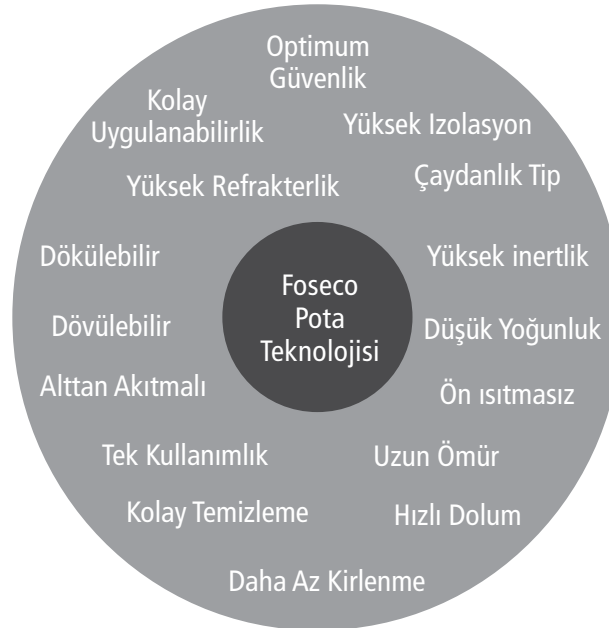 Optimum
Güvenlik
Kolay
Uygulanabilirlik
Yüksek Izolasyon
Yüksek Refrakterlik
Çaydanlık Tip
Dökülebilir
Yüksek inertlik
Foseco
Pota
Teknolojisi
Dövülebilir
Düşük Yoğunluk
Alttan Akıtmalı
Ön ısıtmasız
Tek Kullanımlık
Uzun Ömür
Kolay Temizleme
Hızlı Dolum
Daha Az Kirlenme